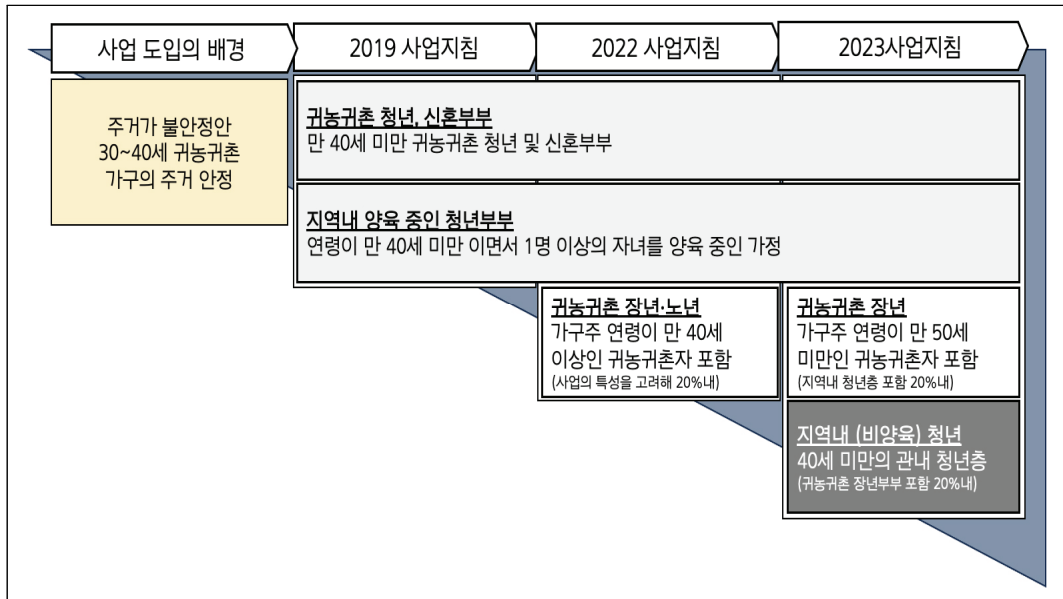 사업 도입의 배경
2019 사업지침
2022 사업지침
2023사업지침
주거가 불안정안
30~40세 귀농귀촌
가구의 주거 안정
귀농귀촌 청년, 신혼부부
만 40세 미만 귀농귀촌 청년 및 신혼부부
지역내 양육 중인 청년부부
연령이 만 40세 미만 이면서 1명 이상의 자녀를 양육 중인 가정
귀농귀촌 장년·노년
가구주 연령이 만 40세
이상인 귀농귀촌자 포함
(사업의 특성을 고려해 20%내)
귀농귀촌 장년
가구주 연령이 만 50세
미만인 귀농귀촌자 포함
(지역내 청년층 포함 20%내)
지역내 (비양육) 청년
40세 미만의 관내 청년층
(귀농귀촌 장년부부 포함 20%내)